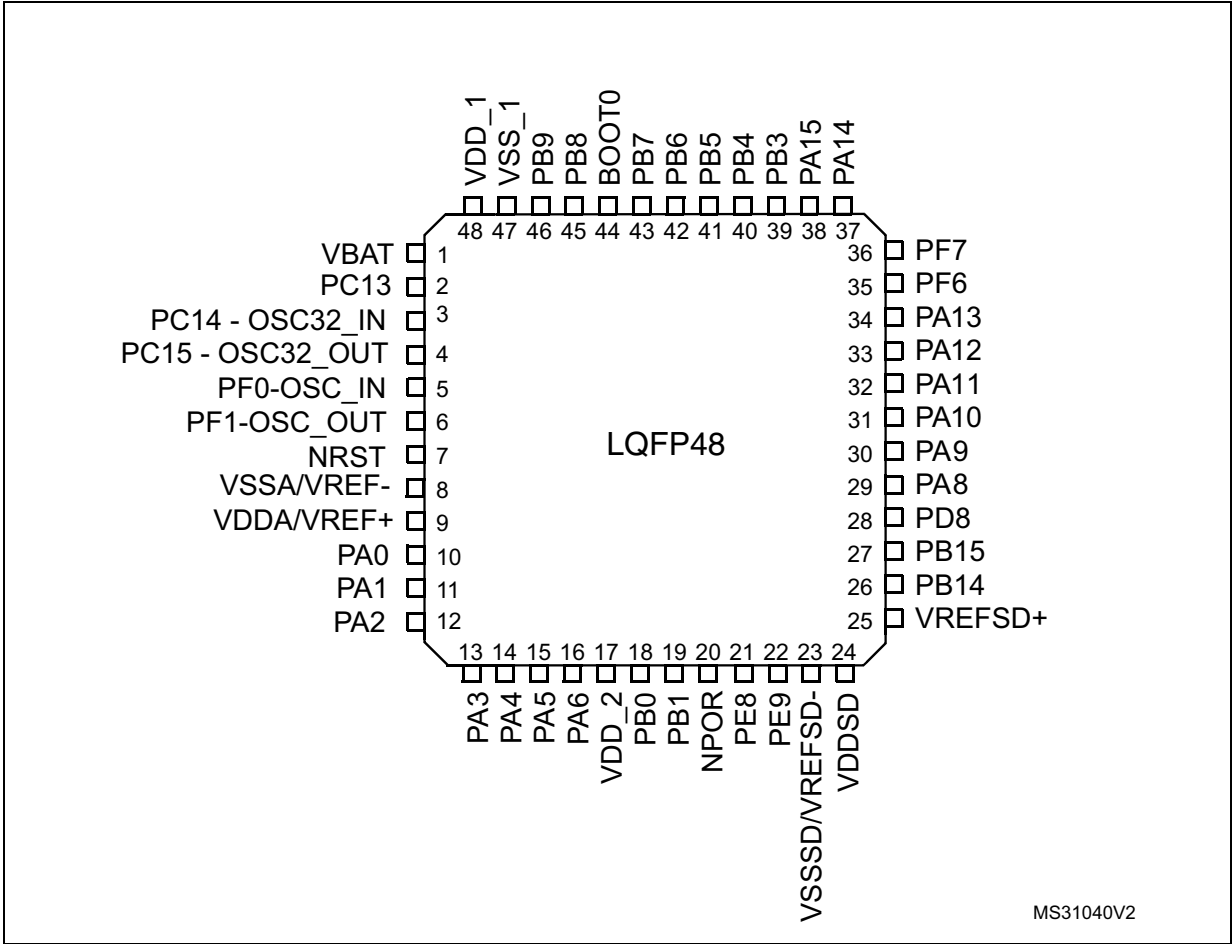 VDD_1
VSS_1
PB9
PB8
BOOT0
PB7
PB6
PB5
PB4
PB3
PA15
PA14
48 47 46 45 44 43 42 41 40 39 38 37
VBAT 1
PC13 2
PC14 - OSC32_IN 3
PC15 - OSC32_OUT 4
PF0-OSC_IN 5
PF1-OSC_OUT 6
NRST 7
VSSA/VREF- 8
VDDA/VREF+ 9
PA0 10
PA1 11
PA2 12
LQFP48
36 PF7
35 PF6
34 PA13
33 PA12
32 PA11
31 PA10
30 PA9
29 PA8
28 PD8
27 PB15
26 PB14
25 VREFSD+
13 14 15 16 17 18 19 20 21 22 23 24
PA3
PA4
PA5
PA6
VDD_2
PB0
PB1
NPOR
PE8
PE9
VSSSD/VREFSD-
VDDSD
MS31040V2